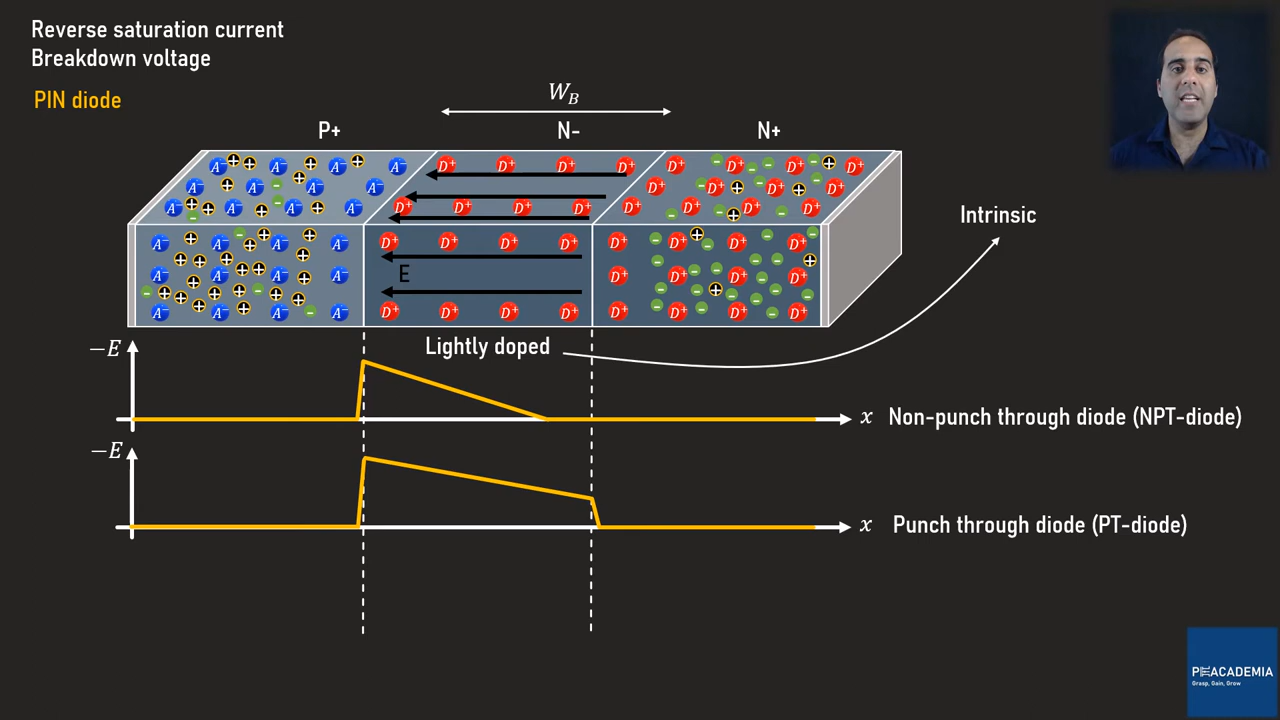 Reverse saturation current
Breakdown voltage
PIN diode
W_B
P+
N-
N+
Intrinsic
E
Lightly doped
−E
x
Non-punch through diode (NPT-diode)
−E
x
Punch through diode (PT-diode)
PEACADEMIA
Grasp, Gain, Grow